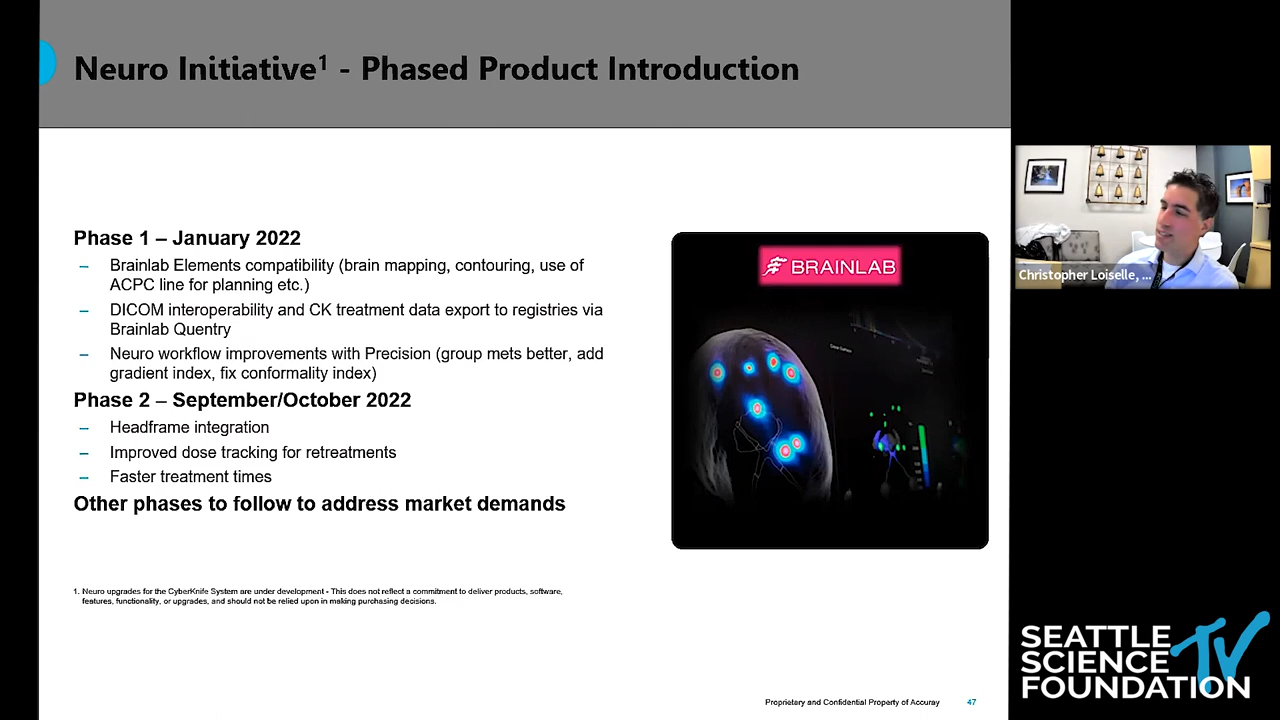 Neuro Initiative¹ - Phased Product Introduction
Phase 1 – January 2022
– Brainlab Elements compatibility (brain mapping, contouring, use of
ACPC line for planning etc.)
– DICOM interoperability and CK treatment data export to registries via
Brainlab Quentry
– Neuro workflow improvements with Precision (group mets better, add
gradient index, fix conformality index)
Phase 2 – September/October 2022
– Headframe integration
– Improved dose tracking for retreatments
– Faster treatment times
Other phases to follow to address market demands
BRAINLAB
1. Neuro upgrades for the CyberKnife System are under development - This does not reflect a commitment to deliver products, software,
features, functionality, or upgrades, and should not be relied upon in making purchasing decisions.
Proprietary and Confidential Property of Accuray 47
Christopher Loiselle, ...
SEATTLE
SCIENCE TV
FOUNDATION